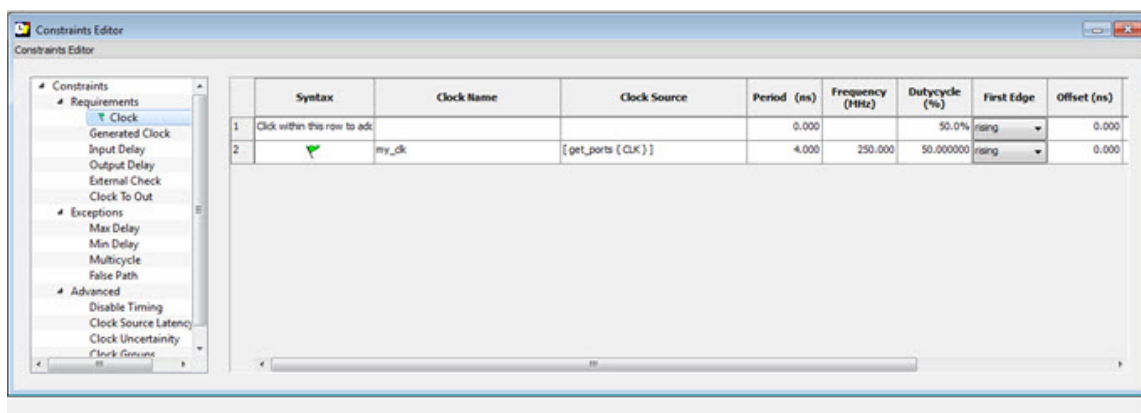 Constraints Editor
Constraints Editor
Constraints
Requirements
Clock
Generated Clock
Input Delay
Output Delay
External Check
Clock To Out
Exceptions
Max Delay
Min Delay
Multicycle
False Path
Advanced
Disable Timing
Clock Source Latency
Clock Uncertainity
Clock Groups
Syntax Clock Name Clock Source Period (ns) Frequency (MHz) Dutycycle (%) First Edge Offset (ns)
1 Click within this row to add 0.000 50.0% rising 0.000
2 my_clk [ get_ports { CLK } ] 4.000 250.000 50.000000 rising 0.000